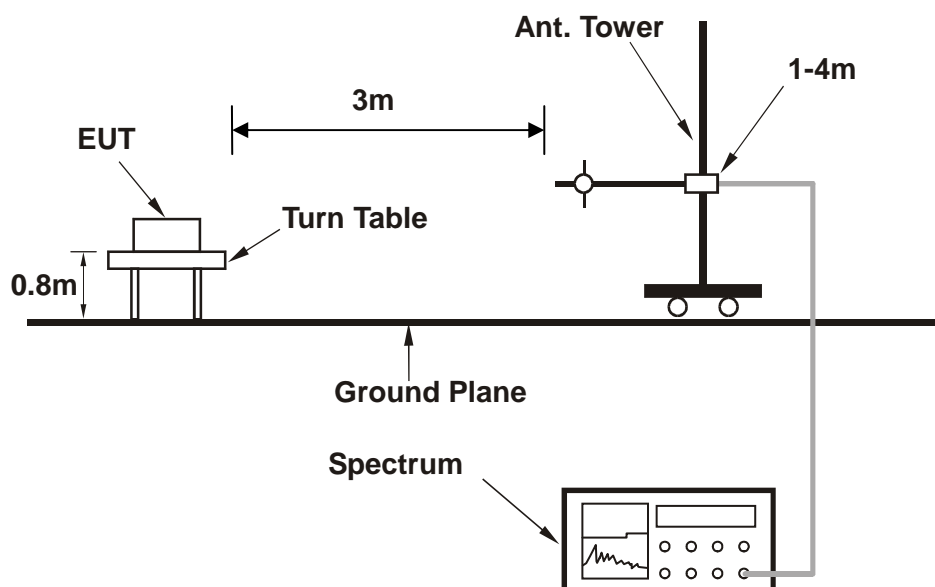 Ant. Tower
1-4m
3m
EUT
Turn Table
0.8m
Ground Plane
Spectrum